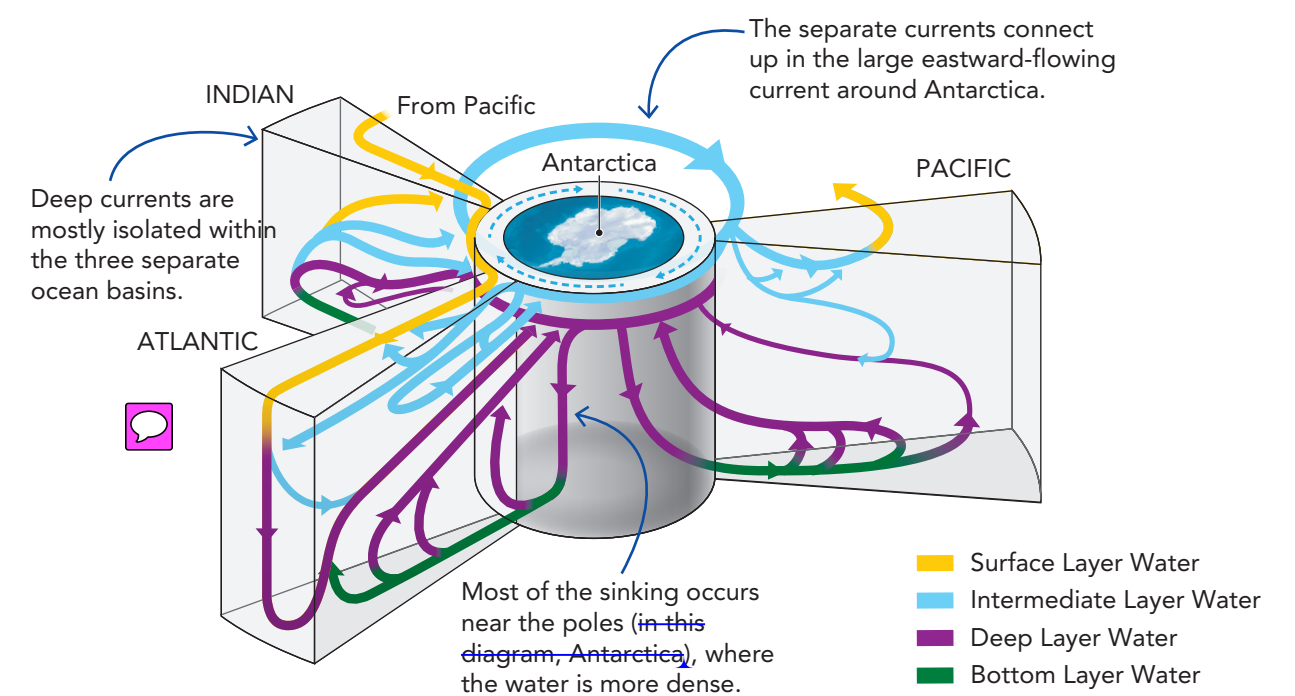 The separate currents connect
up in the large eastward-flowing
current around Antarctica.
INDIAN
From Pacific
Antarctica
PACIFIC
Deep currents are
mostly isolated within
the three separate
ocean basins.
ATLANTIC
Most of the sinking occurs
near the poles (in this
diagram, Antarctica), where
the water is more dense.
Surface Layer Water
Intermediate Layer Water
Deep Layer Water
Bottom Layer Water